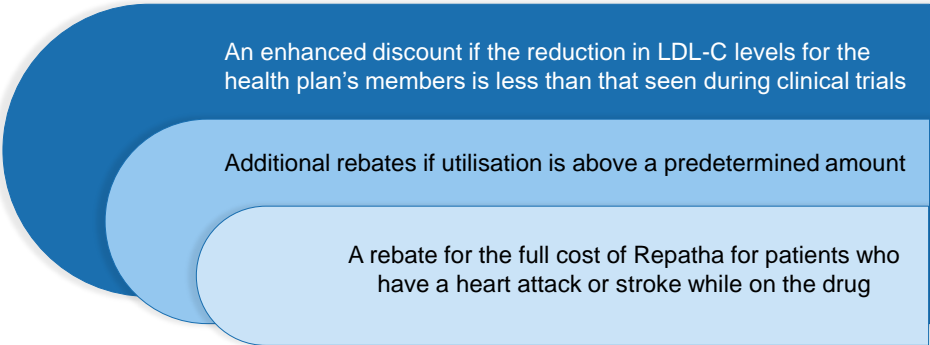 An enhanced discount if the reduction in LDL-C levels for the
health plan's members is less than that seen during clinical trials
Additional rebates if utilisation is above a predetermined amount
A rebate for the full cost of Repatha for patients who
have a heart attack or stroke while on the drug